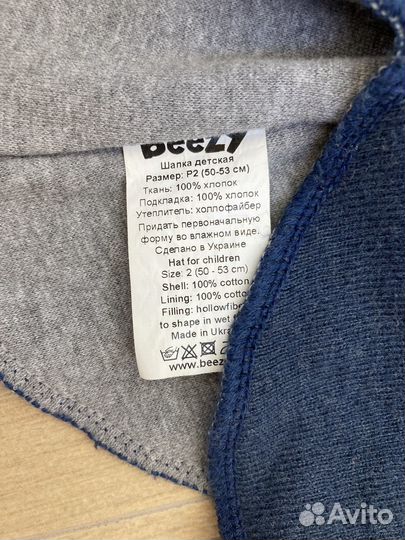 Beezy
Шапка детская
Размер: Р2 (50-53 см)
Ткань: 100% хлопок
Подкладка: 100% хлопок
Утеплитель: холлофайбер
Придать первоначальную
форму во влажном виде.
Сделано в Украине
Hat for children
Size: 2 (50 - 53 cm)
Shell: 100% cotton
Lining: 100% cotto
Filling: hollowfib
to shape in wet
Made in Ukra
www.beez
Avito